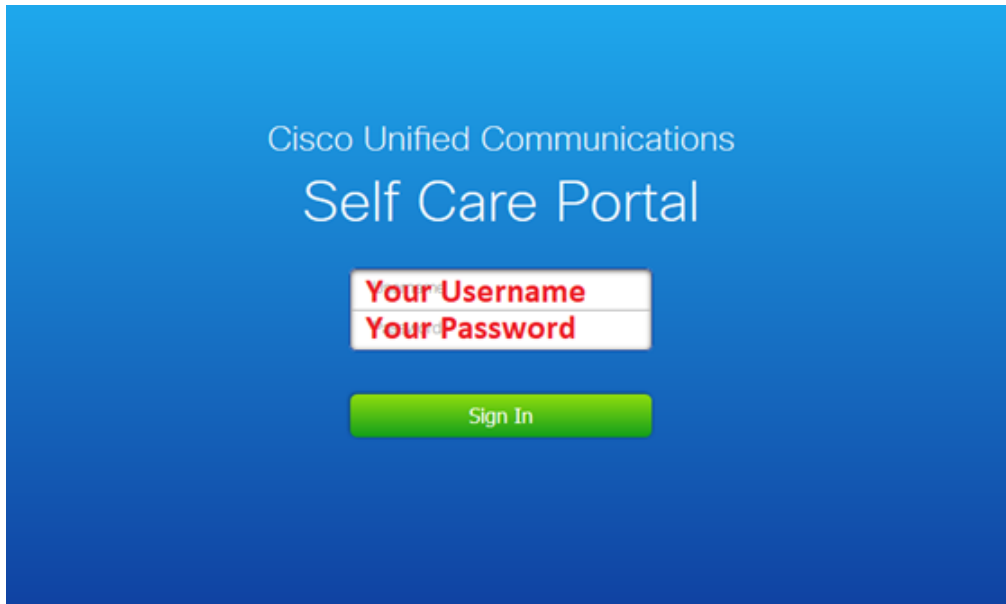 Cisco Unified Communications
Self Care Portal
Your Username
Your Password
Sign In